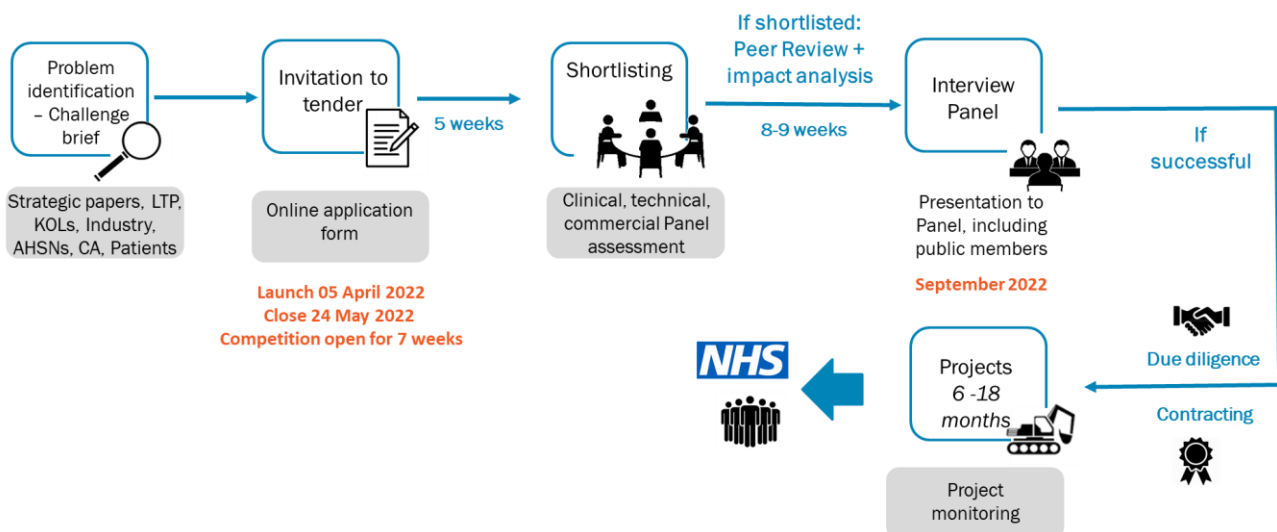 Problem
identification
– Challenge
brief
Strategic papers, LTP,
KOLs, Industry,
AHSNs, CA, Patients
Invitation to
tender
Online application
form
Launch 05 April 2022
Close 24 May 2022
Competition open for 7 weeks
5 weeks
Shortlisting
Clinical, technical,
commercial Panel
assessment
If shortlisted:
Peer Review +
impact analysis
8-9 weeks
Interview
Panel
Presentation to
Panel, including
public members
September 2022
If
successful
Due diligence
Contracting
Projects
6 -18
months
Project
monitoring
NHS